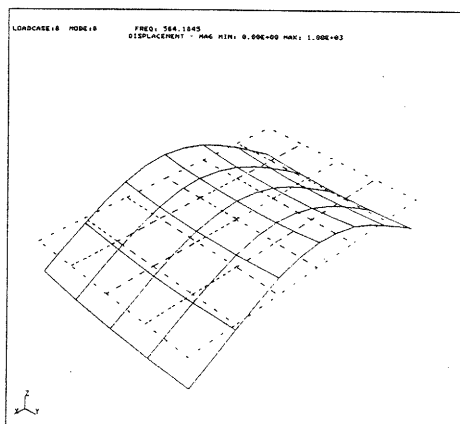 LOADCASE:8 MODE:8 FREQ: 564.1845
DISPLACEMENT - MAG MIN: 0.00E+00 MAX: 1.00E+03
Z
X Y